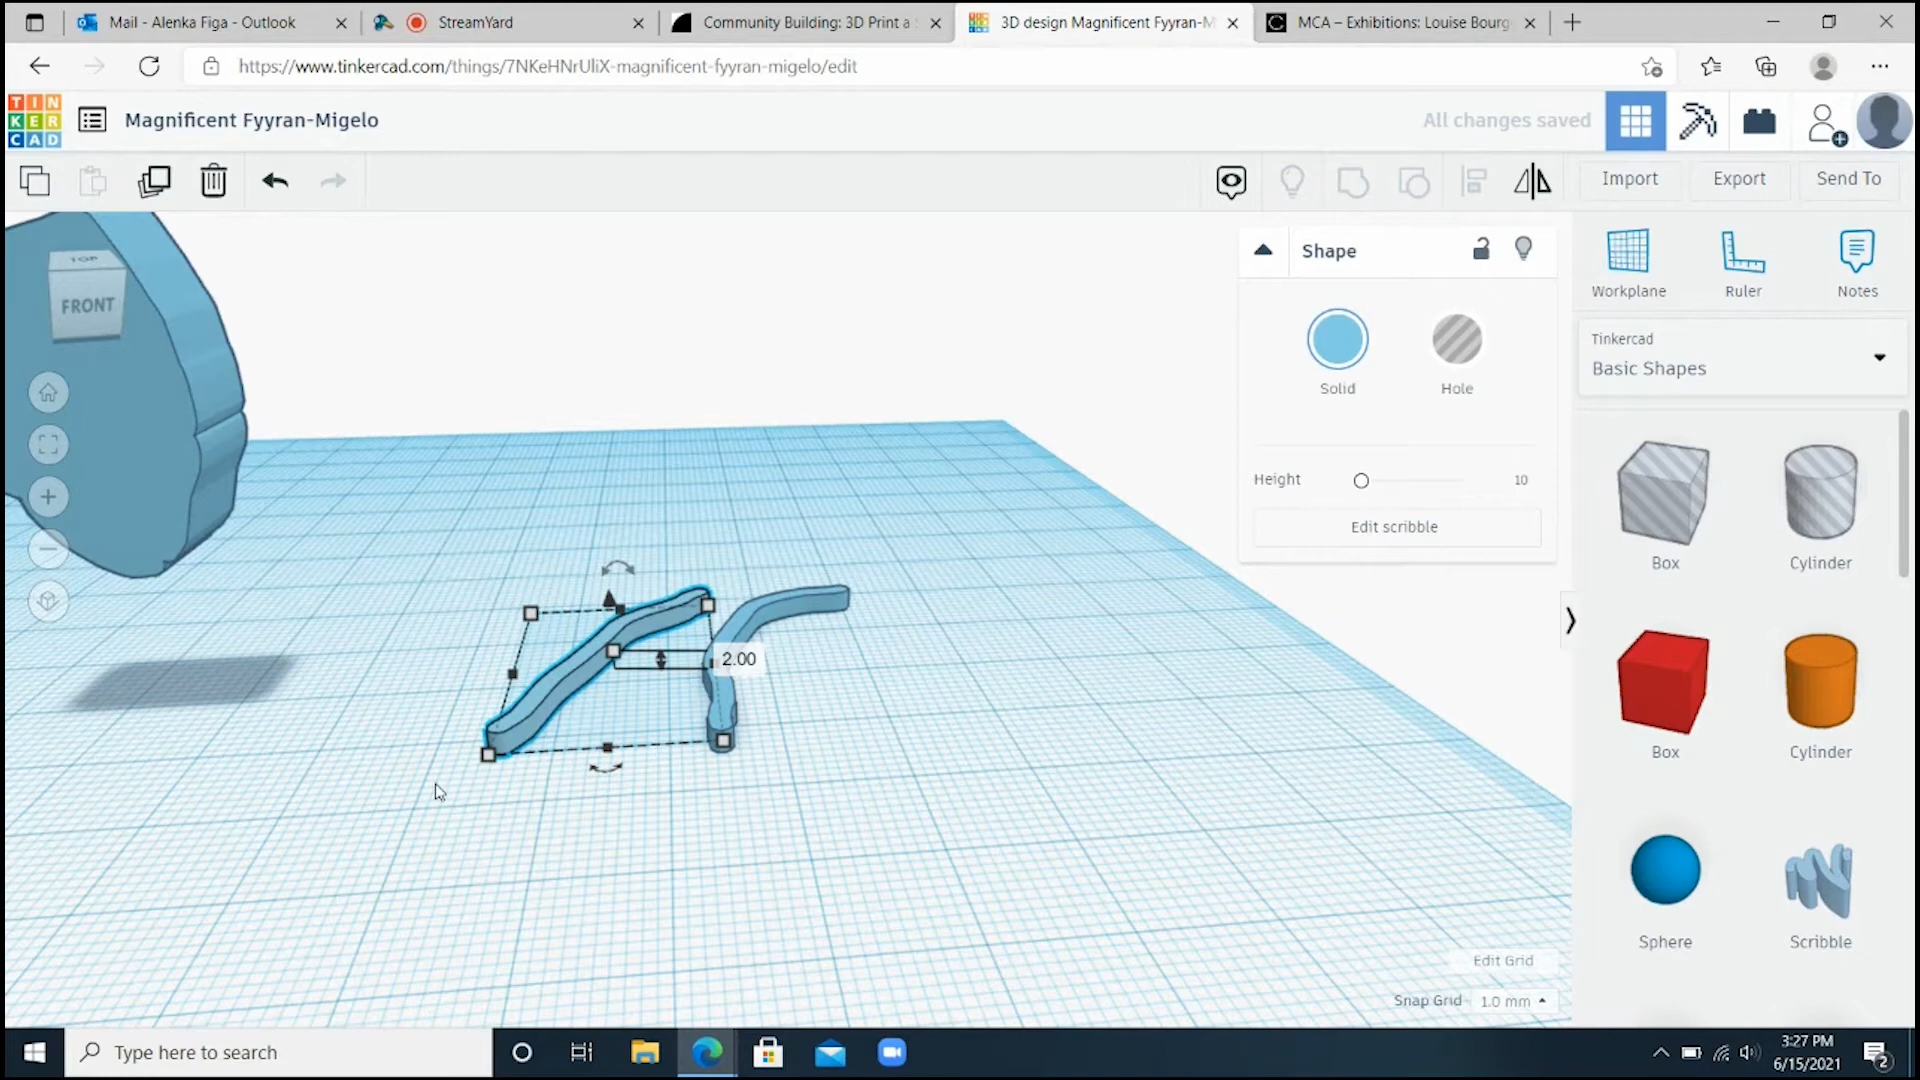 Mail - Alenka Figa - Outlook
StreamYard
Community Building: 3D Print a S
3D design Magnificent Fyyran-M
MCA – Exhibitions: Louise Bourg
https://www.tinkercad.com/things/7NKeHNrUliX-magnificent-fyyran-migelo/edit
TIN
KER
CAD
Magnificent Fyyran-Migelo
All changes saved
Import
Export
Send To
TOP
FRONT
Shape
Solid
Hole
Height
10
Edit scribble
Workplane
Ruler
Notes
Tinkercad
Basic Shapes
Box
Cylinder
Box
Cylinder
Sphere
Scribble
2.00
Edit Grid
Snap Grid 1.0 mm
Type here to search
3:27 PM
6/15/2021
2